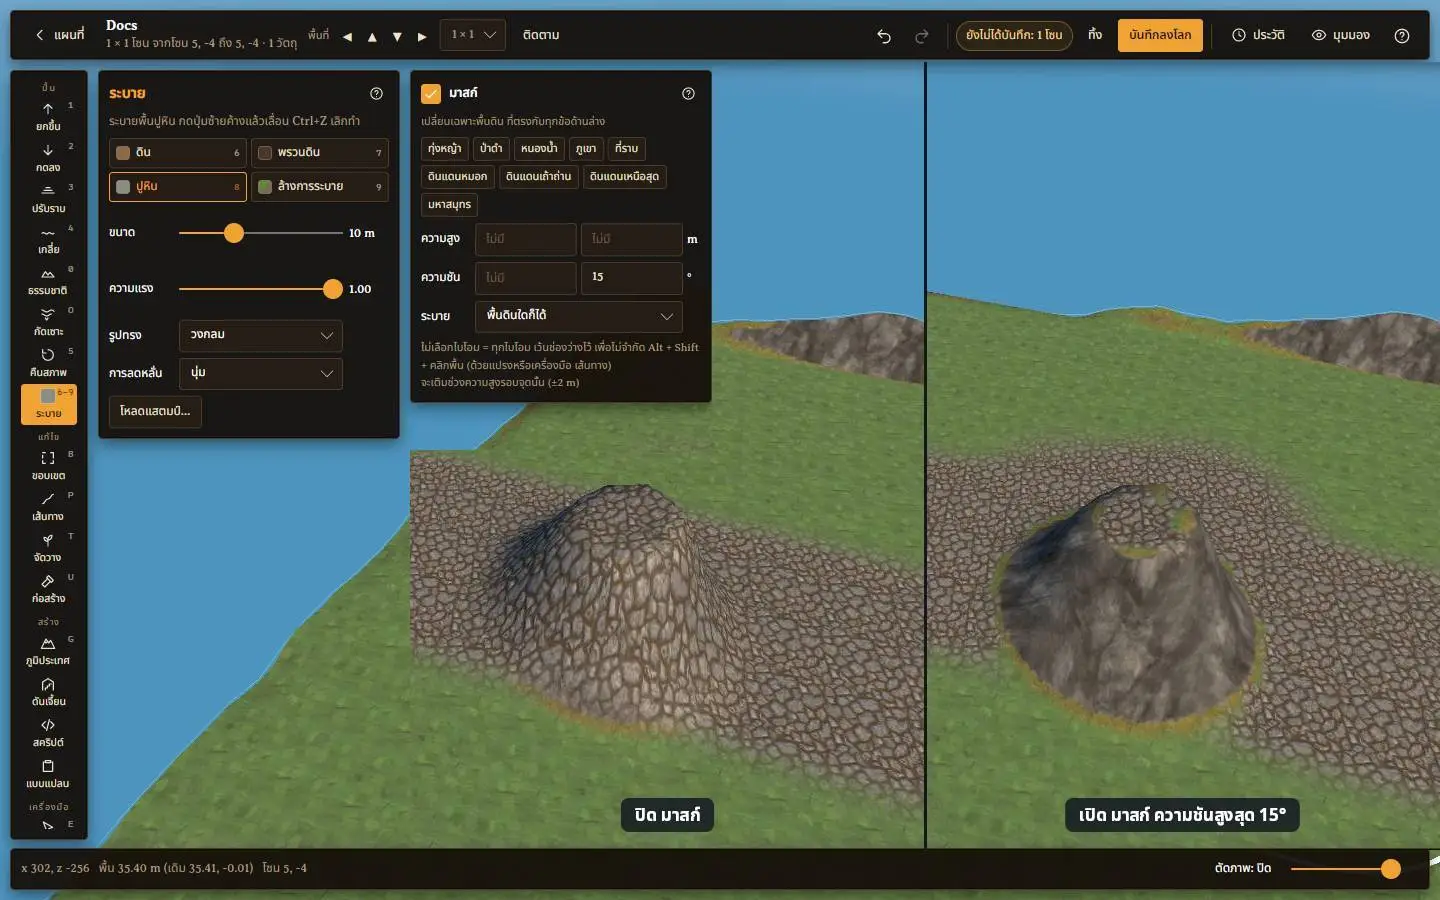 แผนที่
Docs
1 × 1 โซน จากโซน 5, -4 ถึง 5, -4 · 1 วัตถุ
พื้นที่
1 × 1
ติดตาม
ยังไม่ได้บันทึก: 1 โซน
ทิ้ง
บันทึกลงโลก
ประวัติ
มุมมอง
ปั้น
1
ยกขึ้น
2
กดลง
3
ปรับราบ
4
เกลี่ย
0
ธรรมชาติ
O
กัดเซาะ
5
คืนสภาพ
6–9
ระบาย
แก้ไข
B
ขอบเขต
P
เส้นทาง
T
จัดวาง
U
ก่อสร้าง
สร้าง
G
ภูมิประเทศ
ดันเจี้ยน
สคริปต์
แบบแปลน
เครื่องมือ
E
ระบาย
ระบายพื้นปูหิน กดปุ่มซ้ายค้างแล้วเลื่อน Ctrl+Z เลิกทำ
ดิน 6
พรวนดิน 7
ปูหิน 8
ล้างการระบาย 9
ขนาด 10 m
ความแรง 1.00
รูปทรง วงกลม
การลดหลั่น นุ่ม
โหลดแสตมป์...
มาสก์
เปลี่ยนเฉพาะพื้นดิน ที่ตรงกับทุกข้อด้านล่าง
ทุ่งหญ้า ป่าดำ หนองน้ำ ภูเขา ที่ราบ
ดินแดนหมอก ดินแดนเถ้าถ่าน ดินแดนเหนือสุด
มหาสมุทร
ความสูง ไม่มี ไม่มี m
ความชัน ไม่มี 15 °
ระบาย พื้นดินใดก็ได้
ไม่เลือกไบโอม = ทุกไบโอม เว้นช่องว่างไว้ เพื่อไม่จำกัด Alt + Shift
+ คลิกพื้น (ด้วยแปรงหรือเครื่องมือ เส้นทาง)
จะเติมช่วงความสูงรอบจุดนั้น (±2 m)
ปิด มาสก์
เปิด มาสก์ ความชันสูงสุด 15°
x 302, z -256 พื้น 35.40 m (เดิม 35.41, -0.01) โซน 5, -4
ตัดภาพ: ปิด